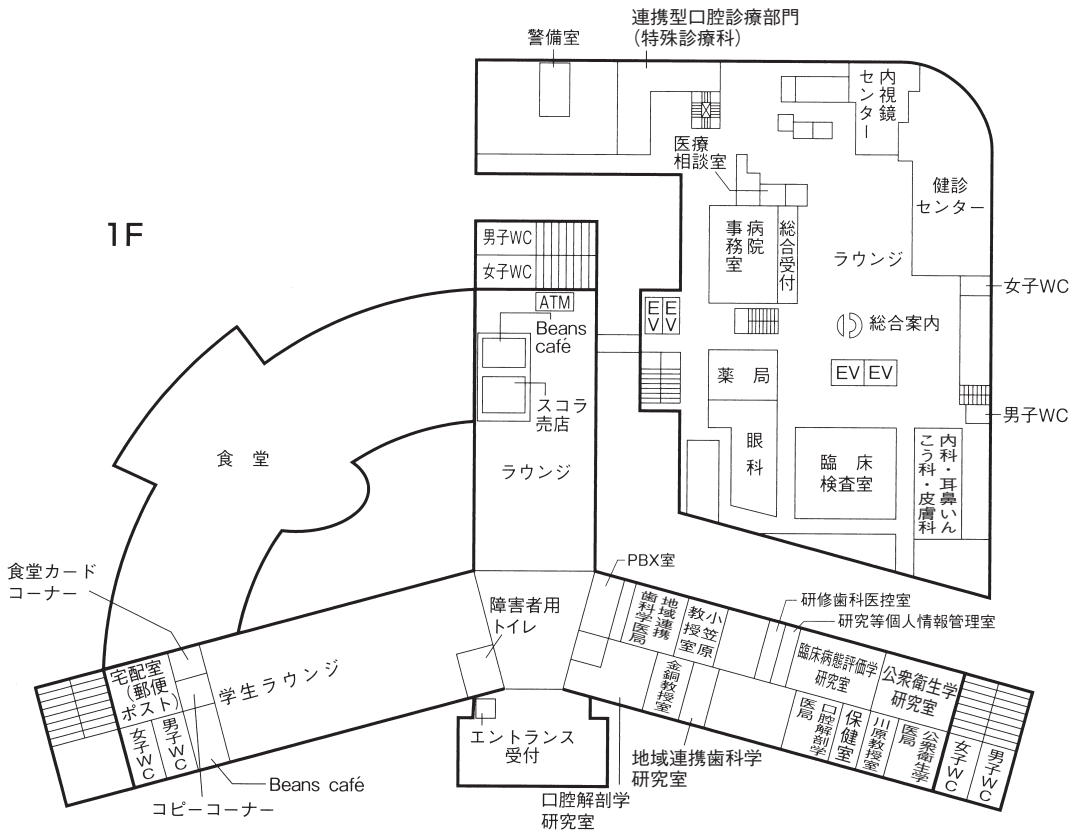 1F
警備室
連携型口腔診療部門
（特殊診療科）
内視鏡
センター
医療
相談室
健診
センター
病院
事務室
総合受付
ラウンジ
女子WC
男子WC
女子WC
ATM
Beans
café
EV
EV
総合案内
薬　局
EV
EV
男子WC
スコラ
売店
眼科
臨　床
検査室
内科・耳鼻いん
こう科・皮膚科
食　堂
ラウンジ
食堂カード
コーナー
障害者用
トイレ
PBX室
地域連携
歯科学医局
小笠原
教授室
研修歯科医控室
研究等個人情報管理室
臨床病態評価学
研究室
公衆衛生学
研究室
宅配室
（郵便
ポスト）
学生ラウンジ
女子WC
男子WC
金銅教授室
口腔解剖学
医局
保健室
川原教授室
公衆衛生学
医局
女子WC
男子WC
エントランス
受付
地域連携歯科学
研究室
Beans café
コピーコーナー
口腔解剖学
研究室